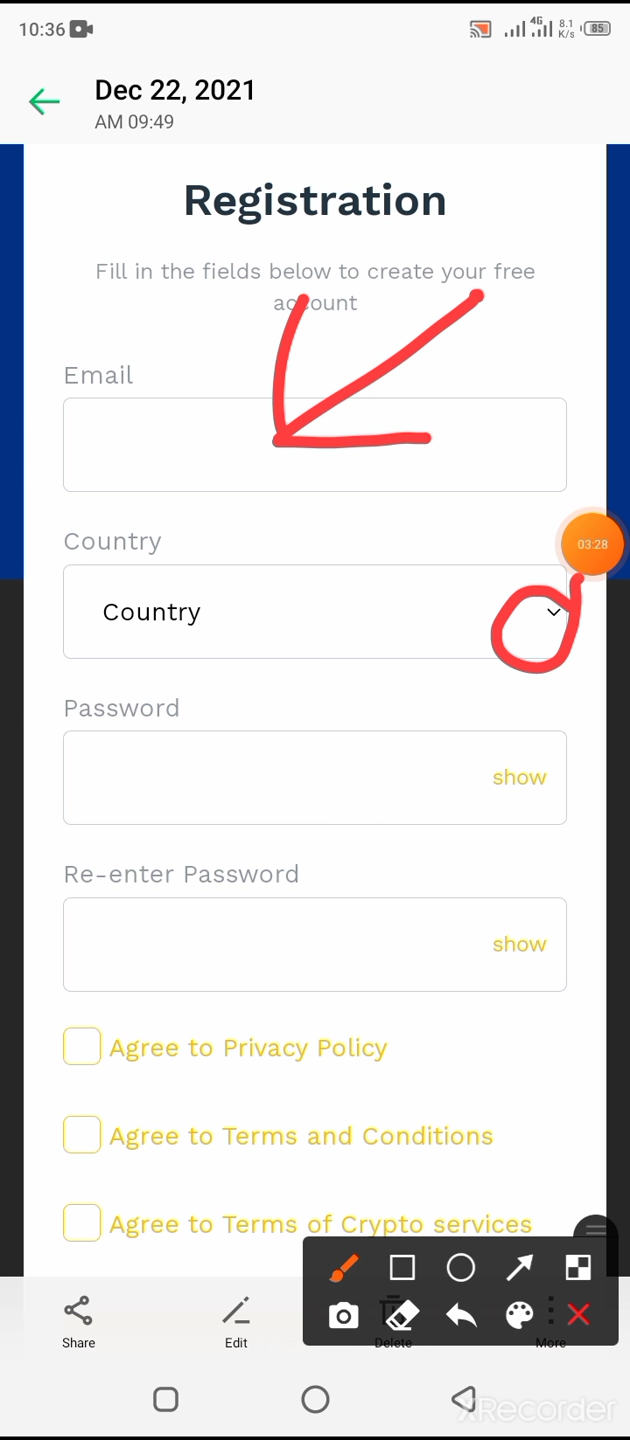 10:36
4G
8.1
K/s
85
Dec 22, 2021
AM 09:49
Registration
Fill in the fields below to create your free
account
Email
Country
03:28
Country
Password
show
Re-enter Password
show
Agree to Privacy Policy
Agree to Terms and Conditions
Agree to Terms of Crypto services
Share
Edit
Delete
More
XRecorder